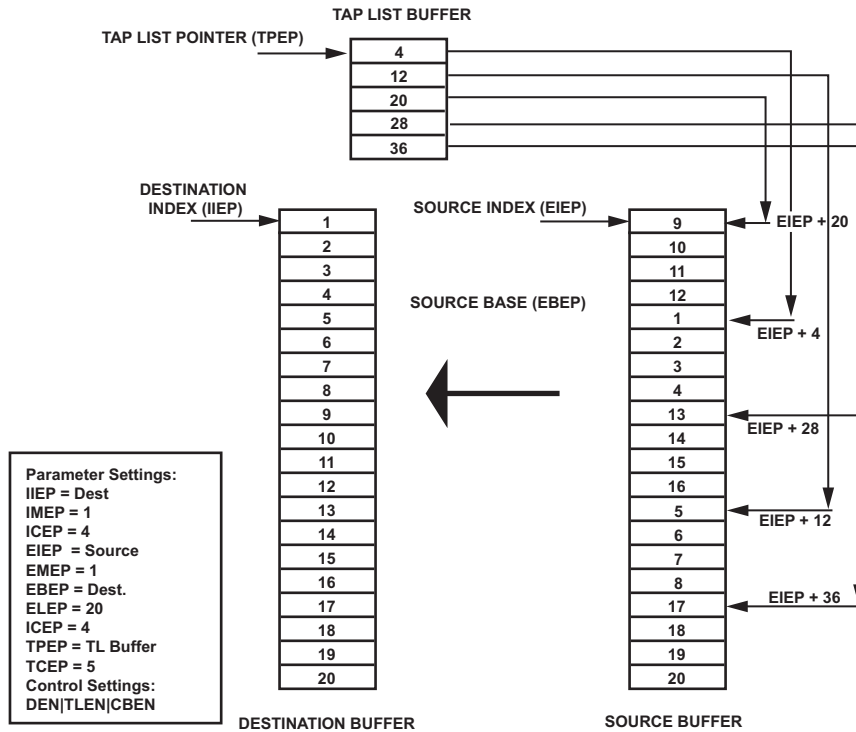 TAP LIST BUFFER
TAP LIST POINTER (TPEP)
4
12
20
28
36
DESTINATION
INDEX (IIEP)
1
2
3
4
5
6
7
8
9
10
11
12
13
14
15
16
17
18
19
20
DESTINATION BUFFER
SOURCE INDEX (EIEP)
SOURCE BASE (EBEP)
9
10
11
12
1
2
3
4
13
14
15
16
5
6
7
8
17
18
19
20
SOURCE BUFFER
EIEP + 20
EIEP + 4
EIEP + 28
EIEP + 12
EIEP + 36
Parameter Settings:
IIEP = Dest
IMEP = 1
ICEP = 4
EIEP = Source
EMEP = 1
EBEP = Dest.
ELEP = 20
ICEP = 4
TPEP = TL Buffer
TCEP = 5
Control Settings:
DEN|TLEN|CBEN